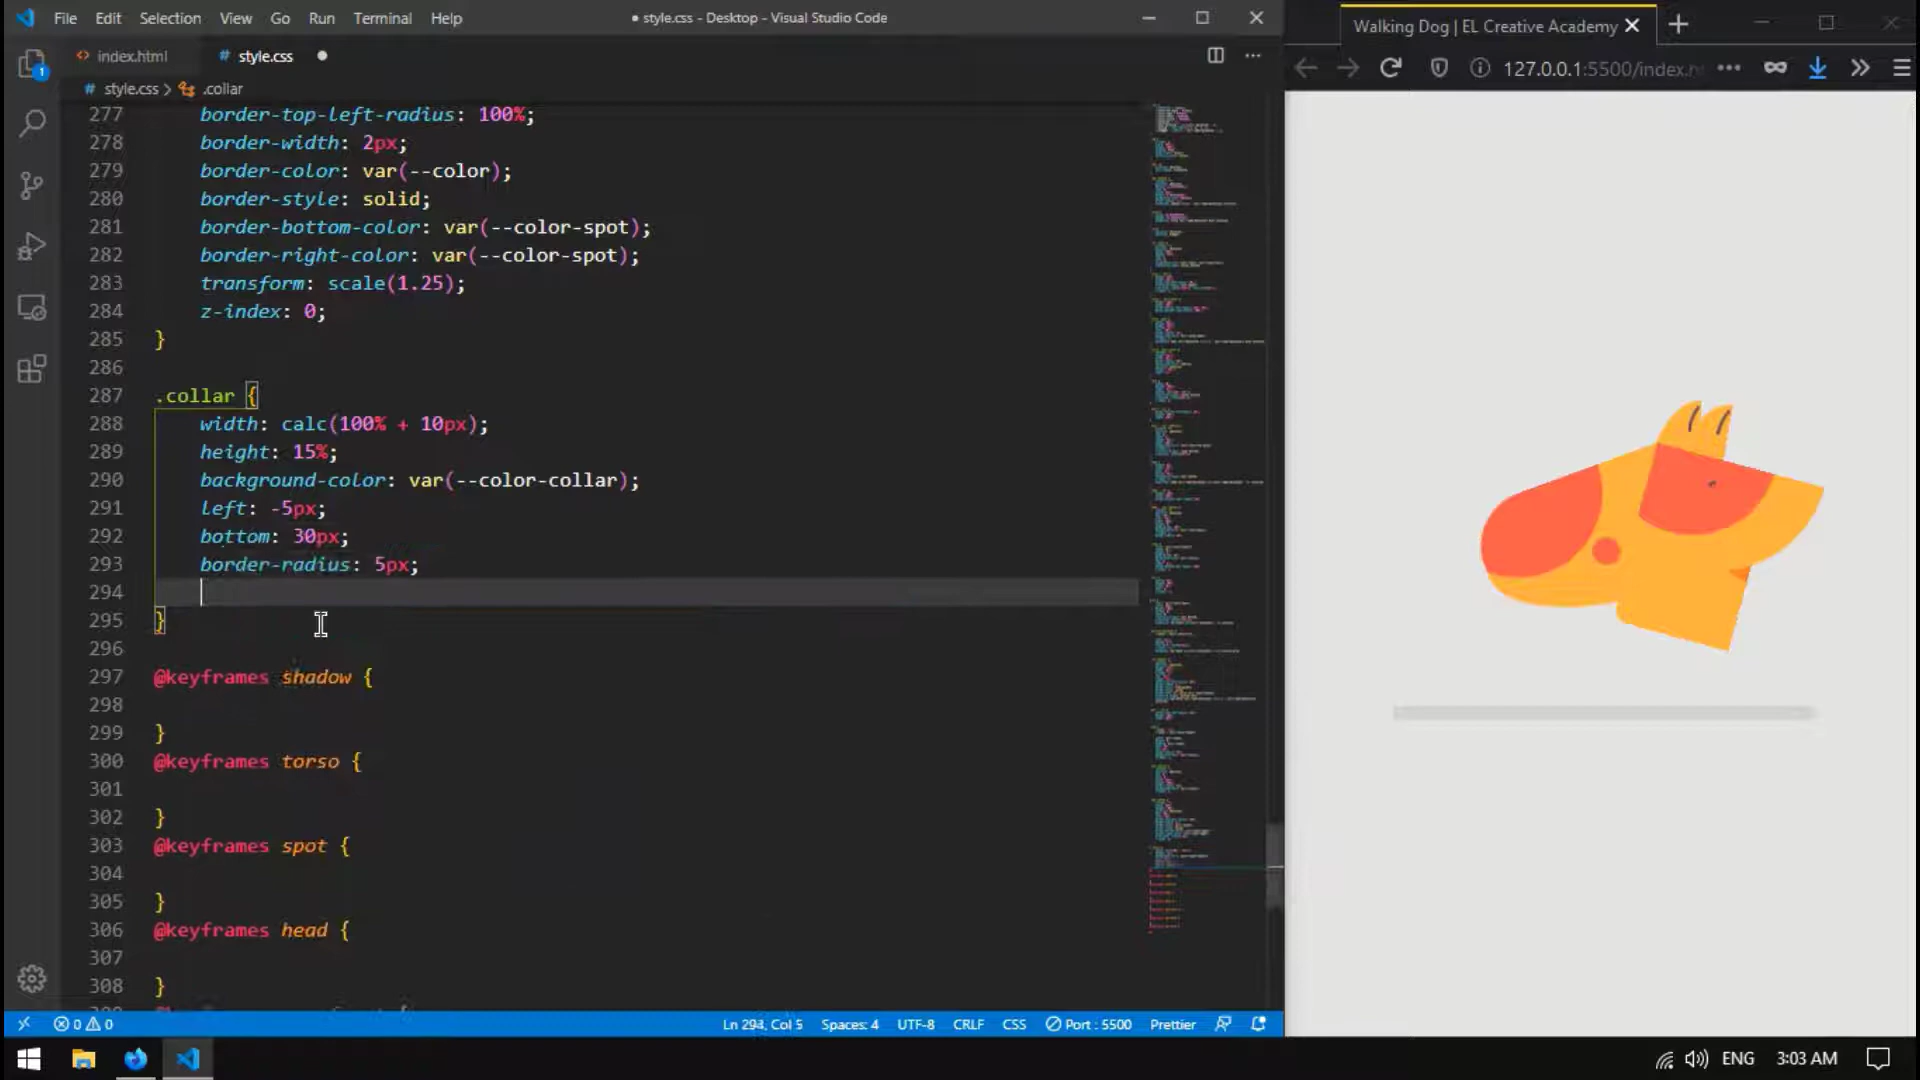 File Edit Selection View Go Run Terminal Help
● style.css - Desktop - Visual Studio Code
Walking Dog | EL Creative Academy
index.html
# style.css
127.0.0.1:5500/index.
# style.css > .collar
277 border-top-left-radius: 100%;
278 border-width: 2px;
279 border-color: var(--color);
280 border-style: solid;
281 border-bottom-color: var(--color-spot);
282 border-right-color: var(--color-spot);
283 transform: scale(1.25);
284 z-index: 0;
285 }
286
287 .collar {
288 width: calc(100% + 10px);
289 height: 15%;
290 background-color: var(--color-collar);
291 left: -5px;
292 bottom: 30px;
293 border-radius: 5px;
294
295 }
296
297 @keyframes shadow {
298
299 }
300 @keyframes torso {
301
302 }
303 @keyframes spot {
304
305 }
306 @keyframes head {
307
308 }
1
0 0
Ln 294, Col 5 Spaces: 4 UTF-8 CRLF CSS Port : 5500 Prettier
ENG 3:03 AM